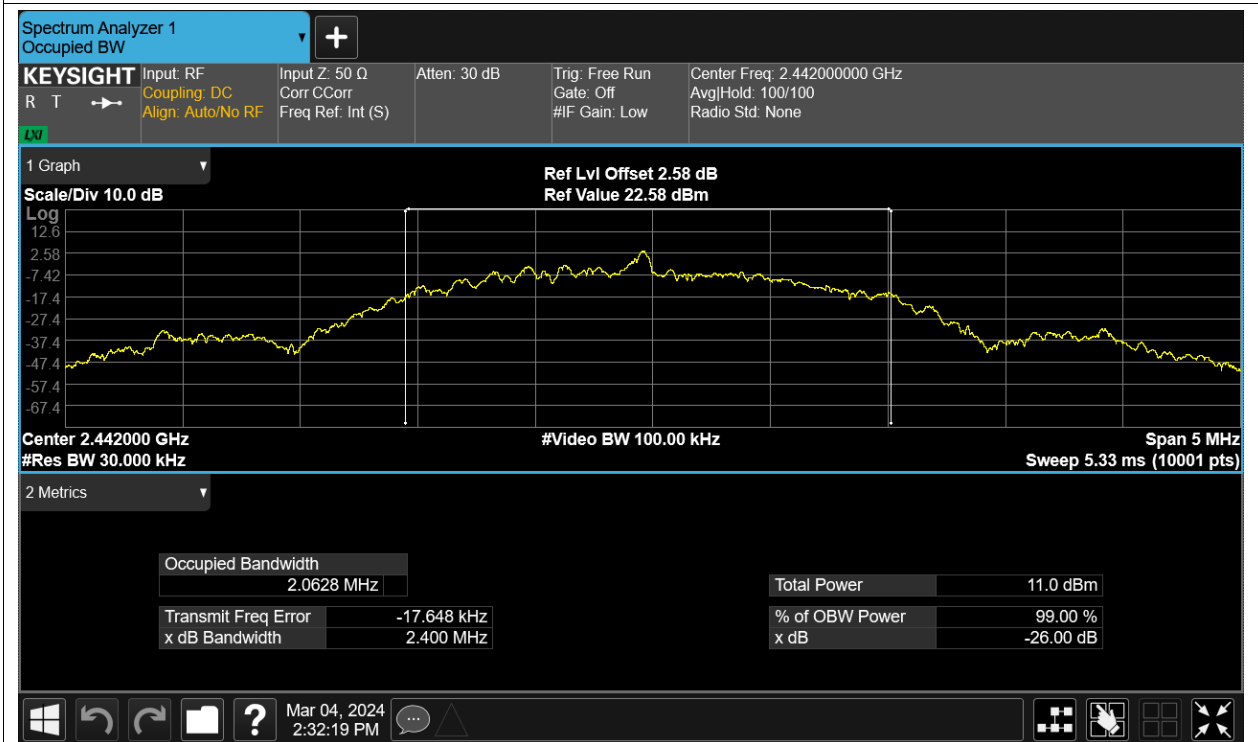 Spectrum Analyzer 1
Occupied BW
+
KEYSIGHT
R T
LXI
Input: RF
Coupling: DC
Align: Auto/No RF
Input Z: 50 Ω
Corr CCorr
Freq Ref: Int (S)
Atten: 30 dB
Trig: Free Run
Gate: Off
#IF Gain: Low
Center Freq: 2.442000000 GHz
Avg|Hold: 100/100
Radio Std: None
1 Graph
Scale/Div 10.0 dB
Ref Lvl Offset 2.58 dB
Ref Value 22.58 dBm
Log
12.6
2.58
-7.42
-17.4
-27.4
-37.4
-47.4
-57.4
-67.4
Center 2.442000 GHz
#Res BW 30.000 kHz
#Video BW 100.00 kHz
Span 5 MHz
Sweep 5.33 ms (10001 pts)
2 Metrics
Occupied Bandwidth
2.0628 MHz
Transmit Freq Error -17.648 kHz
x dB Bandwidth 2.400 MHz
Total Power 11.0 dBm
% of OBW Power 99.00 %
x dB -26.00 dB
?
Mar 04, 2024
2:32:19 PM